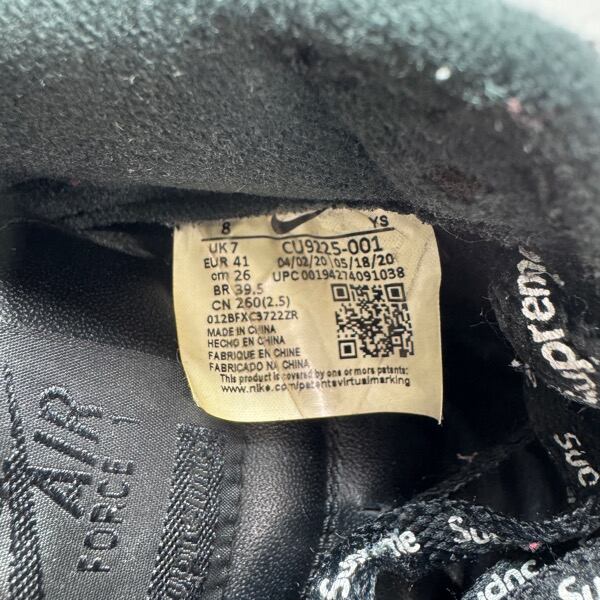 8 YS
UK 7 CU9225-001
EUR 41 04/02/20 05/18/20
cm 26 UPC 00194274091038
BR 39.5
CN 260(2.5)
012BFXC3722ZR
MADE IN CHINA
HECHO EN CHINA
FABRIQUE EN CHINE
FABRICADO NA CHINA
This product is covered by one or more patents:
www.nike.com/patentsvirtualmarking
AIR
FORCE 1
Supreme
Supreme